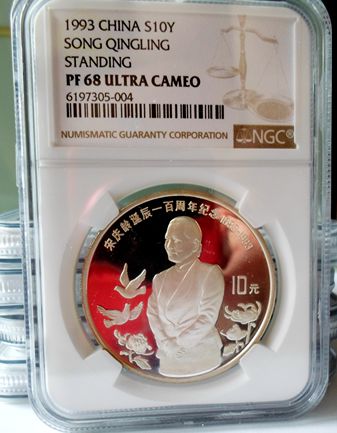 1993 CHINA S10Y
SONG QINGLING
STANDING
PF 68 ULTRA CAMEO
6197305-004
NUMISMATIC GUARANTY CORPORATION
NGC®
宋庆龄诞辰一百周年纪念 1893-1993
10元